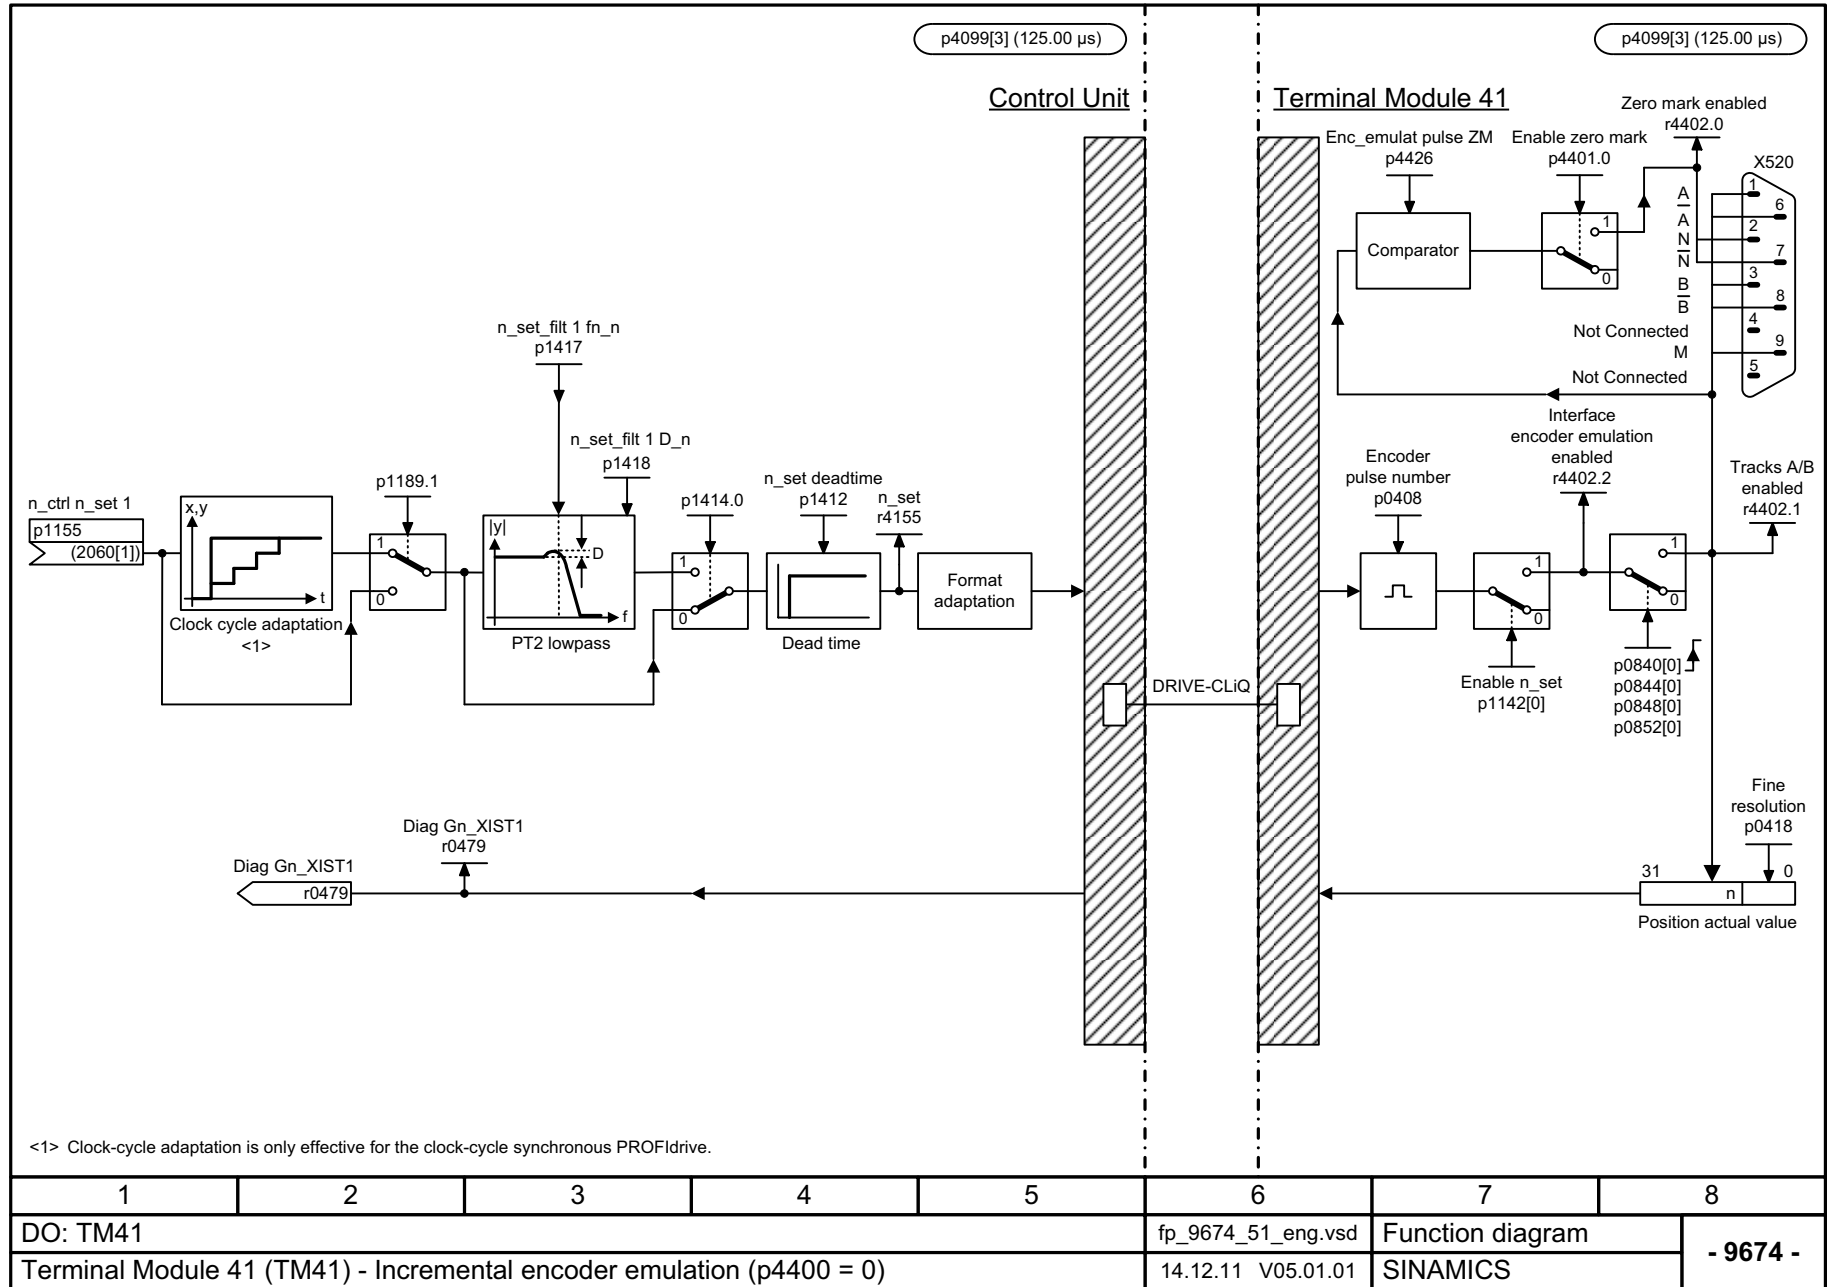 p4099[3] (125.00 µs)
p4099[3] (125.00 µs)
Control Unit
Terminal Module 41
Zero mark enabled
r4402.0
Enc_emulat pulse ZM
p4426
Enable zero mark
p4401.0
X520
Comparator
1
0
A
A
N
N
B
B
Not Connected
M
Not Connected
1
6
2
7
3
8
4
9
5
n_set_filt 1 fn_n
p1417
n_set_filt 1 D_n
p1418
n_ctrl n_set 1
p1155
(2060[1])
x,y
t
Clock cycle adaptation
<1>
p1189.1
1
0
|y|
D
f
PT2 lowpass
p1414.0
1
0
n_set deadtime
p1412
Dead time
n_set
r4155
Format
adaptation
DRIVE-CLiQ
Encoder
pulse number
p0408
Interface
encoder emulation
enabled
r4402.2
1
0
Enable n_set
p1142[0]
1
0
p0840[0]
p0844[0]
p0848[0]
p0852[0]
Tracks A/B
enabled
r4402.1
Fine
resolution
p0418
31
0
n
Position actual value
Diag Gn_XIST1
r0479
Diag Gn_XIST1
r0479
<1> Clock-cycle adaptation is only effective for the clock-cycle synchronous PROFIdrive.
1 2 3 4 5 6 7 8
DO: TM41
fp_9674_51_eng.vsd
Function diagram
- 9674 -
Terminal Module 41 (TM41) - Incremental encoder emulation (p4400 = 0)
14.12.11 V05.01.01
SINAMICS